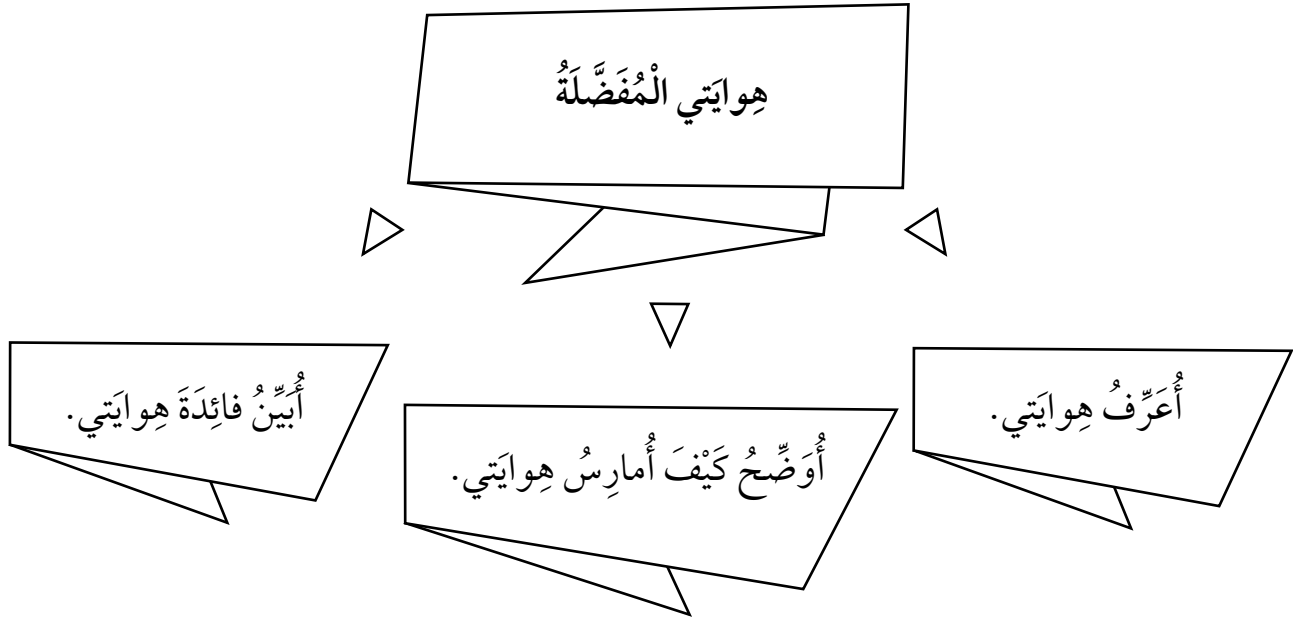 هِوايَتي الْمُفَضَّلَةُ
أُعَرِّفُ هِوايَتي.
أُوَضِّحُ كَيْفَ أُمارِسُ هِوايَتي.
أُبَيِّنُ فائِدَةَ هِوايَتي.